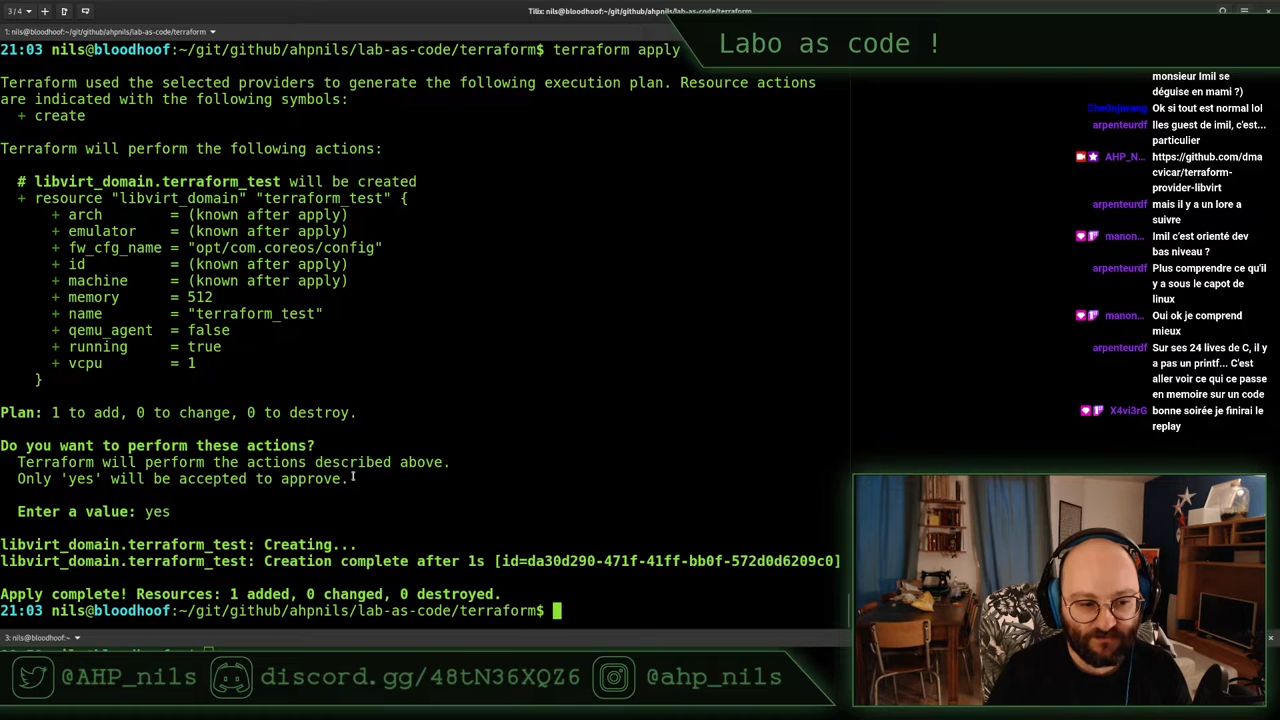 3/4
Tilix: nils@bloodhoof:~/git/github/ahpnils/lab-as-code/terraform
1: nils@bloodhoof:~/git/github/ahpnils/lab-as-code/terraform
21:03 nils@bloodhoof:~/git/github/ahpnils/lab-as-code/terraform$ terraform apply
Terraform used the selected providers to generate the following execution plan. Resource actions
are indicated with the following symbols:
+ create
Terraform will perform the following actions:
# libvirt_domain.terraform_test will be created
+ resource "libvirt_domain" "terraform_test" {
+ arch = (known after apply)
+ emulator = (known after apply)
+ fw_cfg_name = "opt/com.coreos/config"
+ id = (known after apply)
+ machine = (known after apply)
+ memory = 512
+ name = "terraform_test"
+ qemu_agent = false
+ running = true
+ vcpu = 1
}
Plan: 1 to add, 0 to change, 0 to destroy.
Do you want to perform these actions?
Terraform will perform the actions described above.
Only 'yes' will be accepted to approve.
Enter a value: yes
libvirt_domain.terraform_test: Creating...
libvirt_domain.terraform_test: Creation complete after 1s [id=da30d290-471f-41ff-bb0f-572d0d6209c0]
Apply complete! Resources: 1 added, 0 changed, 0 destroyed.
21:03 nils@bloodhoof:~/git/github/ahpnils/lab-as-code/terraform$
3: nils@bloodhoof:~
Labo as code !
monsieur Imil se
déguise en mami ?)
Ok si tout est normal lol
arpenteurdf lles guest de imil, c'est...
particulier
AHP_N... https://github.com/dma
cvicar/terraform-
provider-libvirt
arpenteurdf mais il y a un lore a
suivre
manon... Imil c'est orienté dev
bas niveau ?
arpenteurdf Plus comprendre ce qu'il
y a sous le capot de
linux
manon... Oui ok je comprend
mieux
arpenteurdf Sur ses 24 lives de C, il y
a pas un printf... C'est
aller voir ce qui ce passe
en memoire sur un code
X4vi3rG bonne soirée je finirai le
replay
@AHP_nils discord.gg/48tN36XQZ6 @ahp_nils